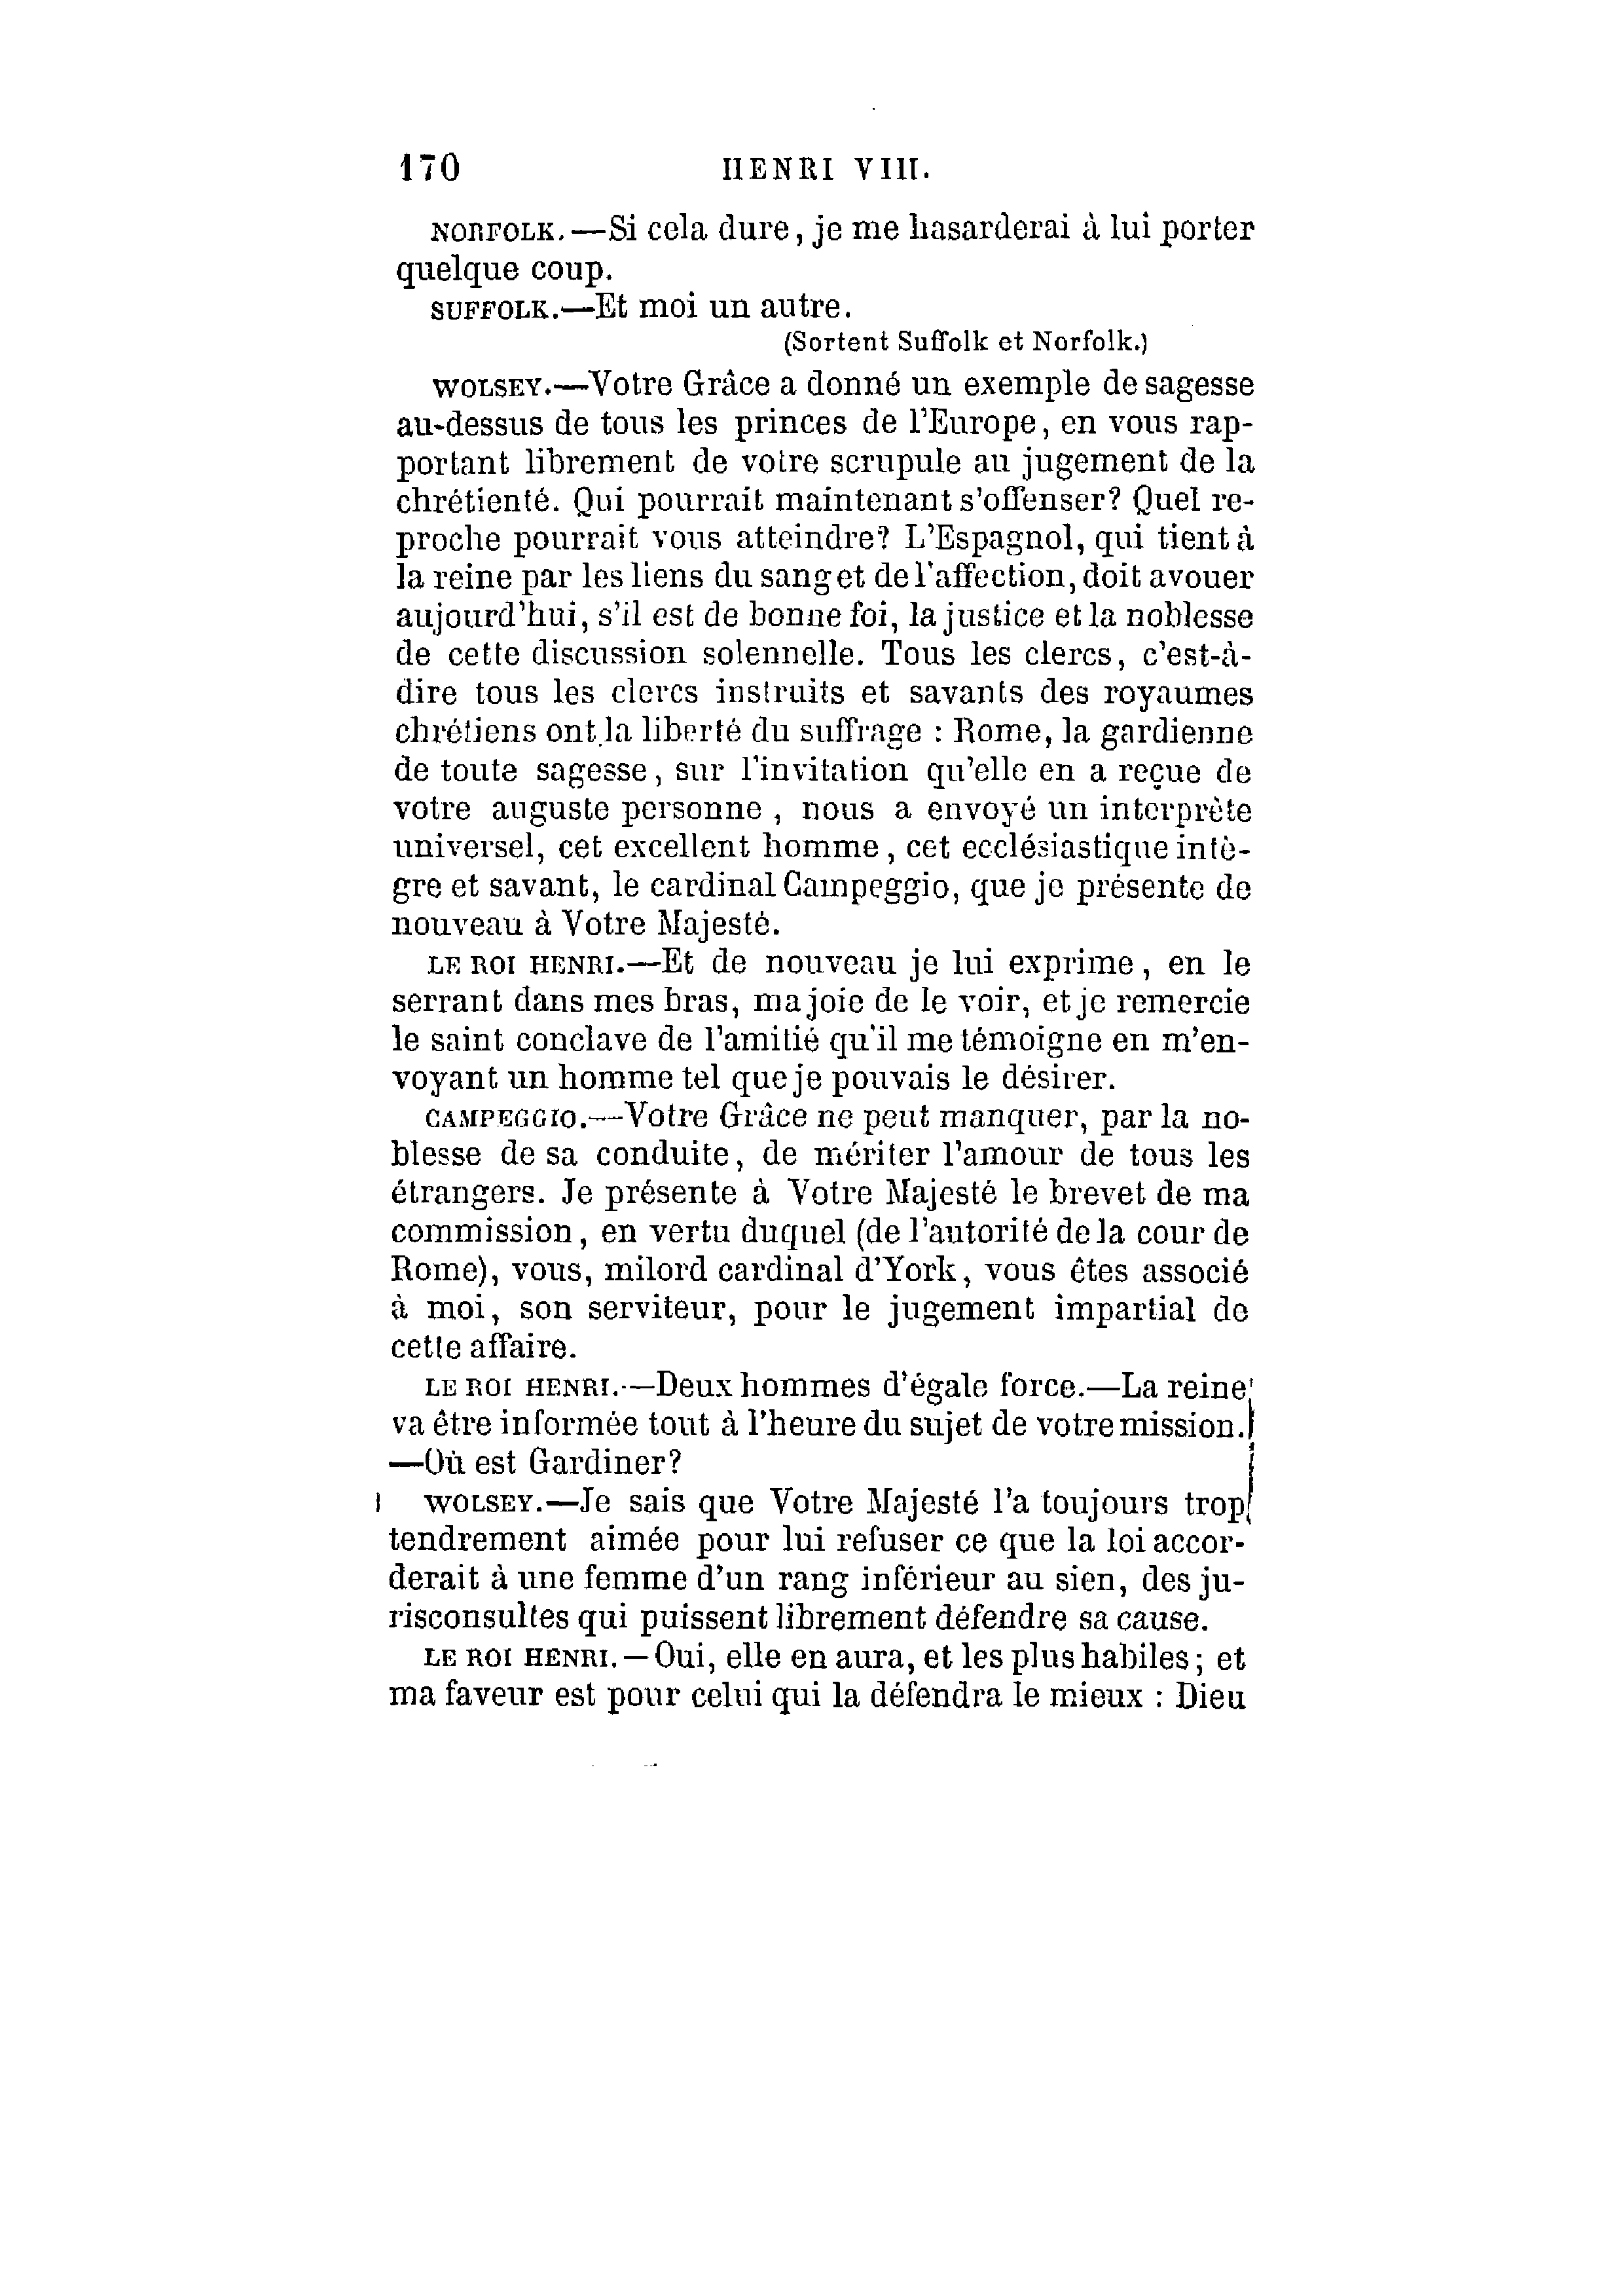 170 HENRI VIII.
NORFOLK.—Si cela dure, je me hasarderai à lui porter
quelque coup.
SUFFOLK.—Et moi un autre.
(Sortent Suffolk et Norfolk.)
WOLSEY.—Votre Grâce a donné un exemple de sagesse
au-dessus de tous les princes de l'Europe, en vous rap-
portant librement de votre scrupule au jugement de la
chrétienté. Qui pourrait maintenant s'offenser? Quel re-
proche pourrait vous atteindre? L'Espagnol, qui tient à
la reine par les liens du sang et de l'affection, doit avouer
aujourd'hui, s'il est de bonne foi, la justice et la noblesse
de cette discussion solennelle. Tous les clercs, c'est-à-
dire tous les clercs instruits et savants des royaumes
chrétiens ont la liberté du suffrage : Rome, la gardienne
de toute sagesse, sur l'invitation qu'elle en a reçue de
votre auguste personne , nous a envoyé un interprète
universel, cet excellent homme, cet ecclésiastique intè-
gre et savant, le cardinal Campeggio, que je présente de
nouveau à Votre Majesté.
LE ROI HENRI.—Et de nouveau je lui exprime, en le
serrant dans mes bras, ma joie de le voir, et je remercie
le saint conclave de l'amitié qu'il me témoigne en m'en-
voyant un homme tel que je pouvais le désirer.
CAMPEGGIO.—Votre Grâce ne peut manquer, par la no-
blesse de sa conduite, de mériter l'amour de tous les
étrangers. Je présente à Votre Majesté le brevet de ma
commission, en vertu duquel (de l'autorité de la cour de
Rome), vous, milord cardinal d'York, vous êtes associé
à moi, son serviteur, pour le jugement impartial de
cette affaire.
LE ROI HENRI.—Deux hommes d'égale force.—La reine
va être informée tout à l'heure du sujet de votre mission.
—Où est Gardiner?
WOLSEY.—Je sais que Votre Majesté l'a toujours trop
tendrement aimée pour lui refuser ce que la loi accor-
derait à une femme d'un rang inférieur au sien, des ju-
risconsultes qui puissent librement défendre sa cause.
LE ROI HENRI.—Oui, elle en aura, et les plus habiles; et
ma faveur est pour celui qui la défendra le mieux : Dieu